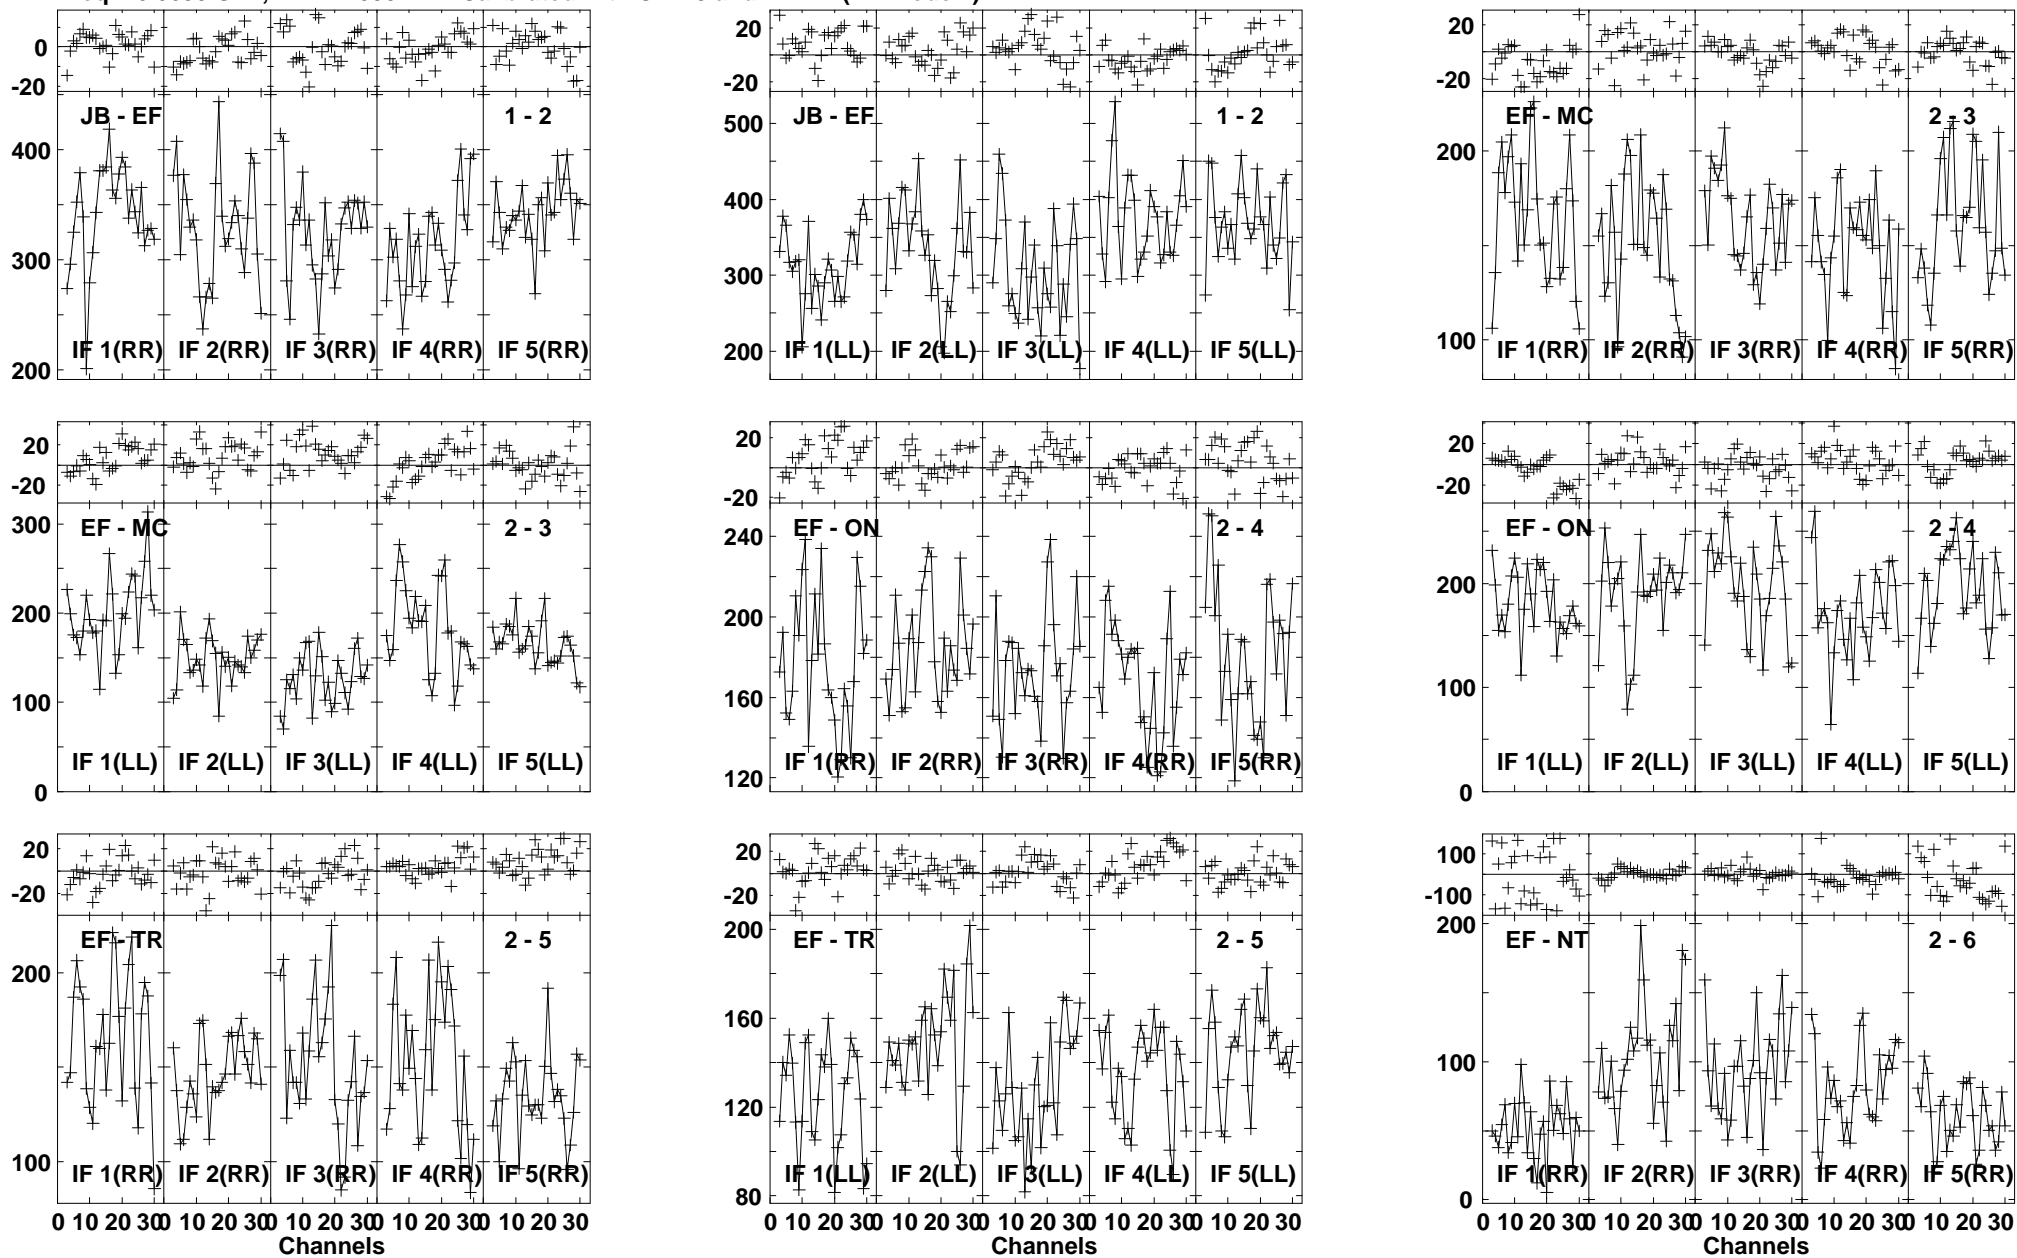 JB - EF 1 - 2
20
0
-20
400
300
200
IF 1(RR) IF 2(RR) IF 3(RR) IF 4(RR) IF 5(RR)
JB - EF 1 - 2
20
-20
500
400
300
200
IF 1(LL) IF 2(LL) IF 3(LL) IF 4(LL) IF 5(LL)
EF - MC 2 - 3
20
-20
200
100
IF 1(RR) IF 2(RR) IF 3(RR) IF 4(RR) IF 5(RR)
EF - MC 2 - 3
20
-20
300
200
100
0
IF 1(LL) IF 2(LL) IF 3(LL) IF 4(LL) IF 5(LL)
EF - ON 2 - 4
20
-20
240
200
160
120
IF 1(RR) IF 2(RR) IF 3(RR) IF 4(RR) IF 5(RR)
EF - ON 2 - 4
20
-20
200
100
0
IF 1(LL) IF 2(LL) IF 3(LL) IF 4(LL) IF 5(LL)
EF - TR 2 - 5
20
-20
200
100
IF 1(RR) IF 2(RR) IF 3(RR) IF 4(RR) IF 5(RR)
0 10 20 30 0 10 20 30 0 10 20 30 0 10 20 30 0 10 20 30
Channels
EF - TR 2 - 5
20
-20
200
160
120
80
IF 1(LL) IF 2(LL) IF 3(LL) IF 4(LL) IF 5(LL)
0 10 20 30 0 10 20 30 0 10 20 30 0 10 20 30 0 10 20 30
Channels
EF - NT 2 - 6
100
-100
200
100
0
IF 1(RR) IF 2(RR) IF 3(RR) IF 4(RR) IF 5(RR)
0 10 20 30 0 10 20 30 0 10 20 30 0 10 20 30 0 10 20 30
Channels